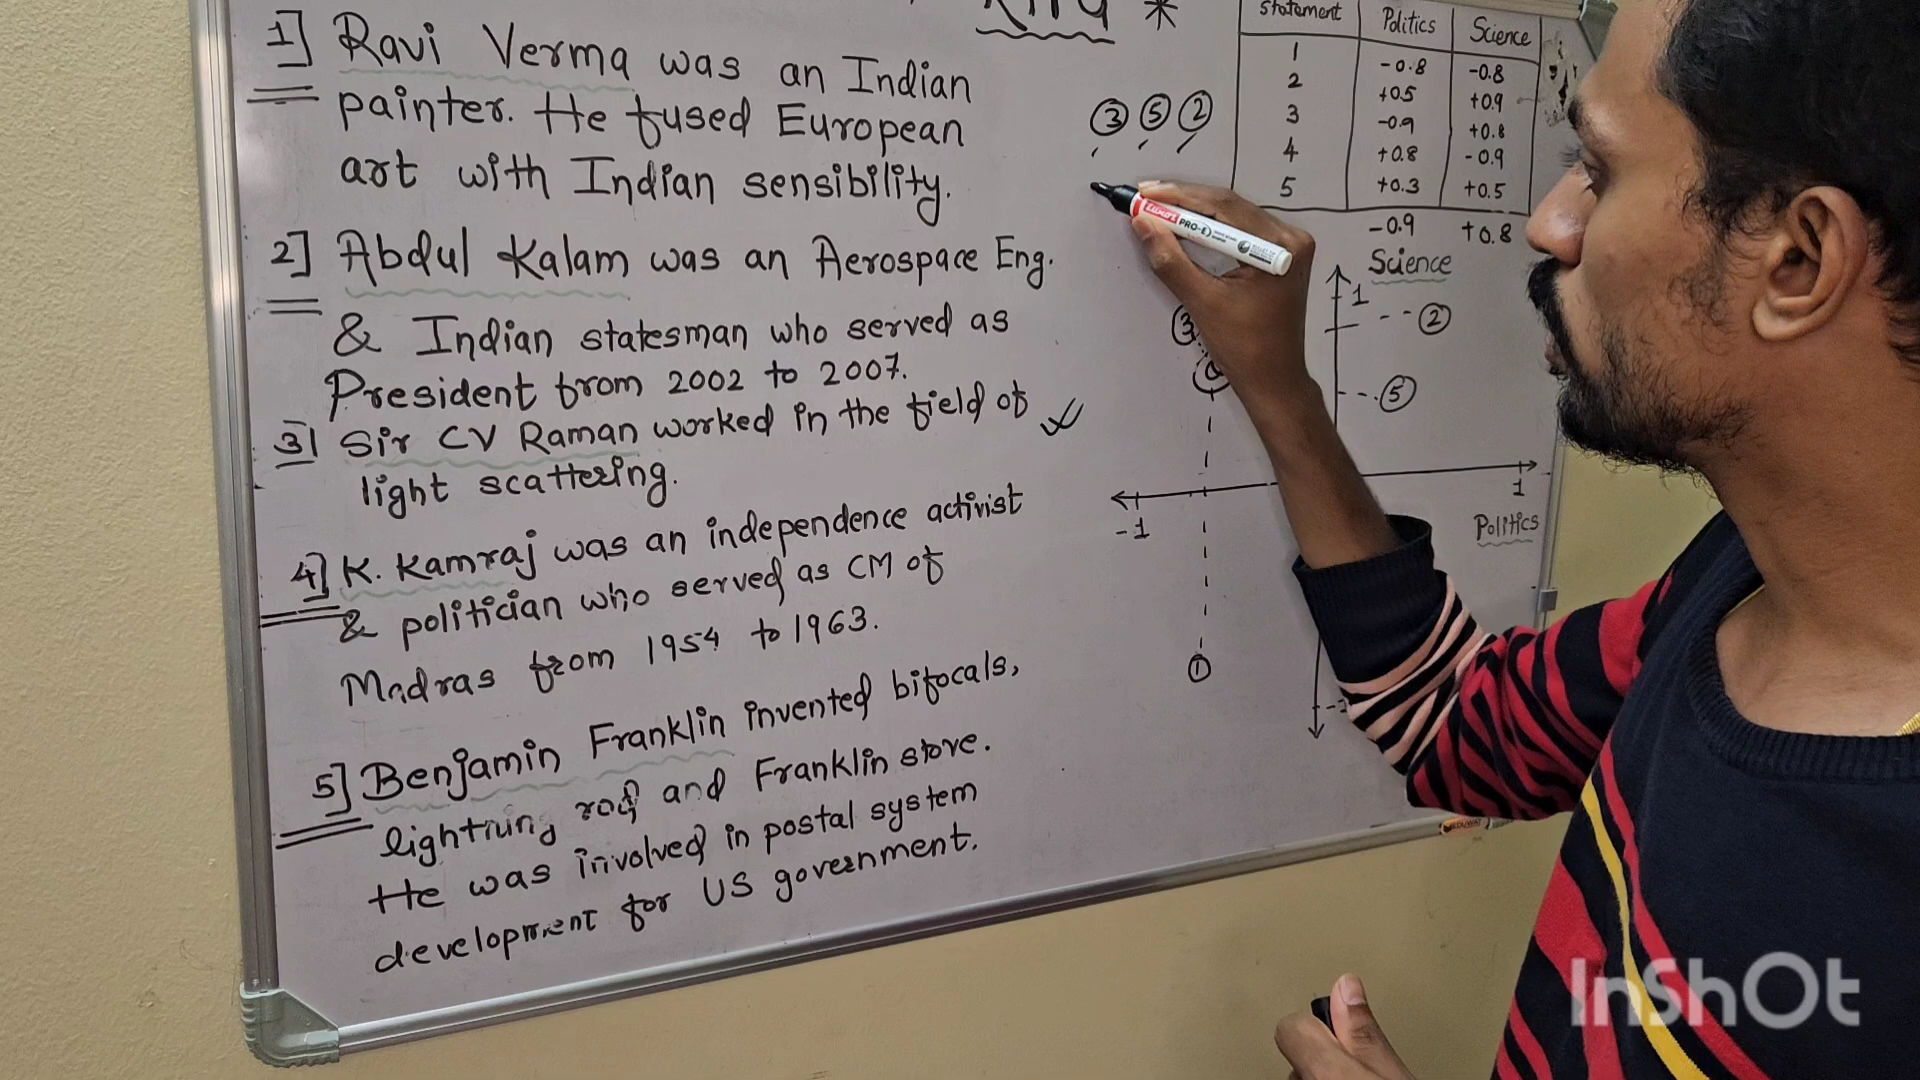 1] Ravi Verma was an Indian
painter. He fused European
art with Indian sensibility.
2] Abdul Kalam was an Aerospace Eng.
& Indian statesman who served as
President from 2002 to 2007.
3] Sir CV Raman worked in the field of
light scattering.
4] K. Kamraj was an independence activist
& politician who served as CM of
Madras from 1954 to 1963.
5] Benjamin Franklin invented bifocals,
lightning rod and Franklin stove.
He was involved in postal system
development for US government.
*
3 5 2
Statement Politics Science
1 -0.8 -0.8
2 +0.5 +0.9
3 -0.9 +0.8
4 +0.8 -0.9
5 +0.3 +0.5
-0.9 +0.8
Science
1
2
3
5
-1
1
Politics
1
LUXOR PRO-E
InShOt